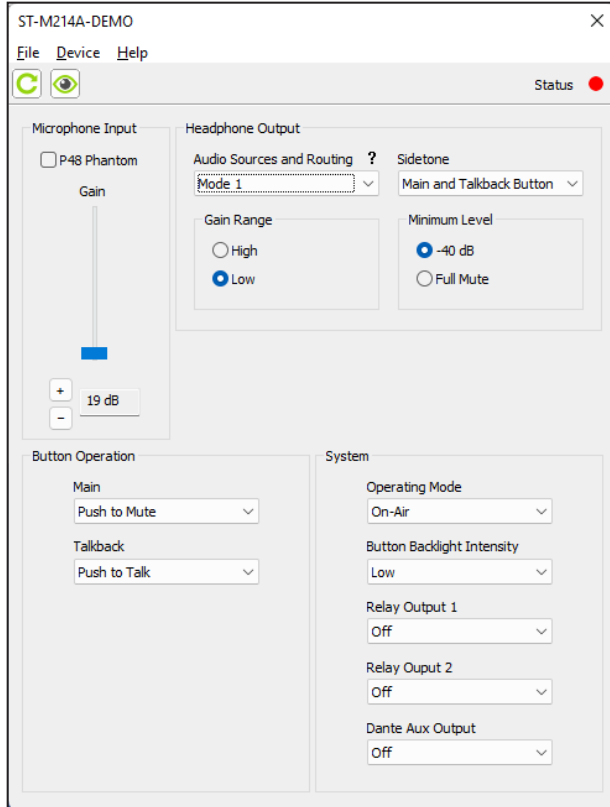 ST-M214A-DEMO
File Device Help
Status
Microphone Input
P48 Phantom
Gain
+
19 dB
−
Headphone Output
Audio Sources and Routing ? Sidetone
Mode 1 Main and Talkback Button
Gain Range
High
Low
Minimum Level
-40 dB
Full Mute
Button Operation
Main
Push to Mute
Talkback
Push to Talk
System
Operating Mode
On-Air
Button Backlight Intensity
Low
Relay Output 1
Off
Relay Ouput 2
Off
Dante Aux Output
Off